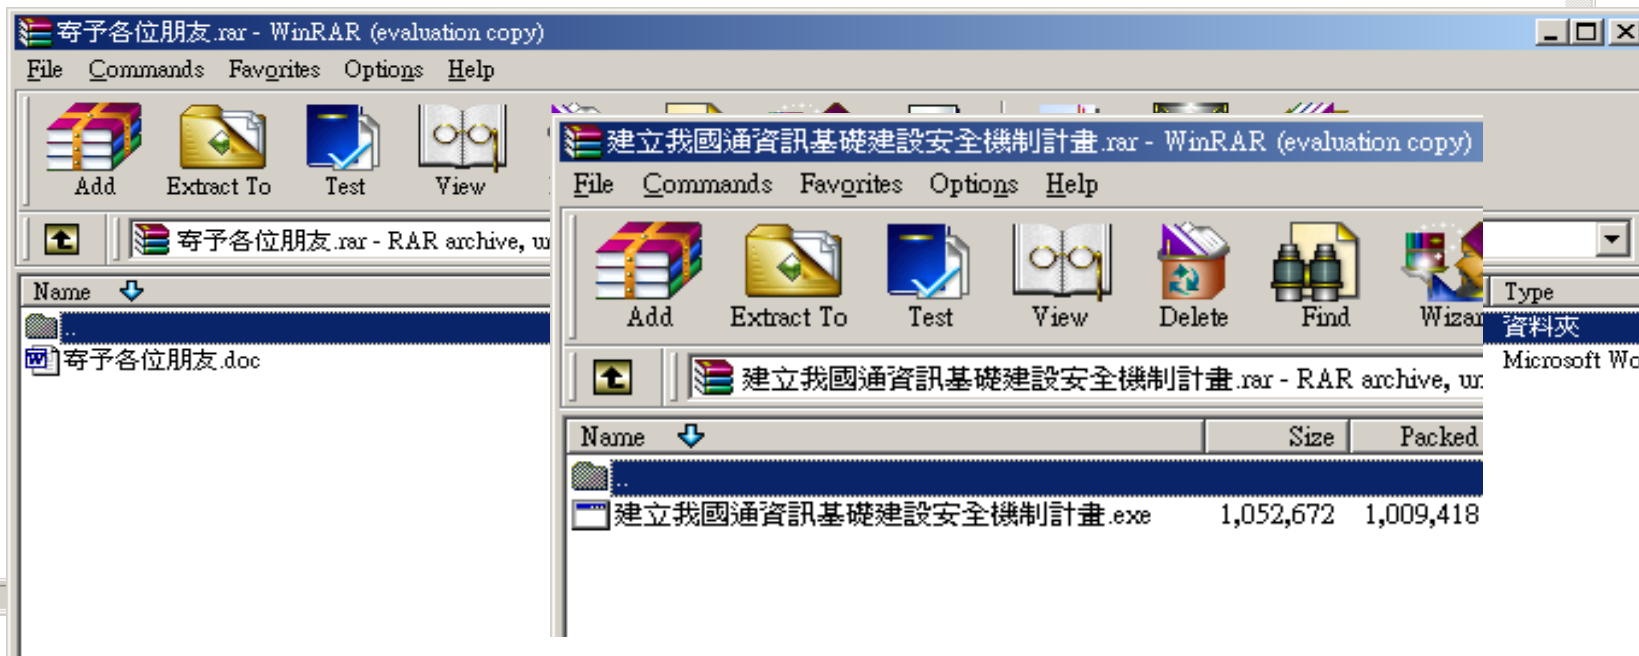 寄予各位朋友.rar - WinRAR (evaluation copy)
File Commands Favorites Options Help
Add Extract To Test View
寄予各位朋友.rar - RAR archive, un
Name
..
寄予各位朋友.doc
建立我國通資訊基礎建設安全機制計畫.rar - WinRAR (evaluation copy)
File Commands Favorites Options Help
Add Extract To Test View Delete Find Wizar
建立我國通資訊基礎建設安全機制計畫.rar - RAR archive, un
Name Size Packed
..
建立我國通資訊基礎建設安全機制計畫.exe 1,052,672 1,009,418
Type
資料夾
Microsoft Wo